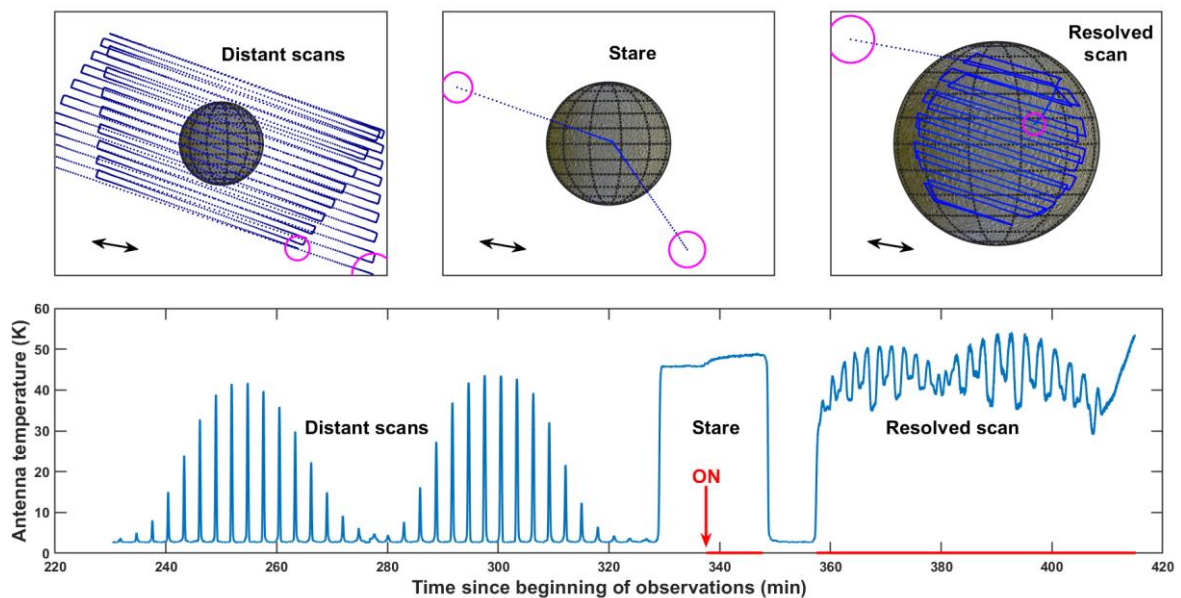 Distant scans
Stare
Resolved
scan
60
50
40
30
20
10
0
Antenna temperature (K)
Distant scans
Stare
Resolved scan
ON
220
240
260
280
300
320
340
360
380
400
420
Time since beginning of observations (min)